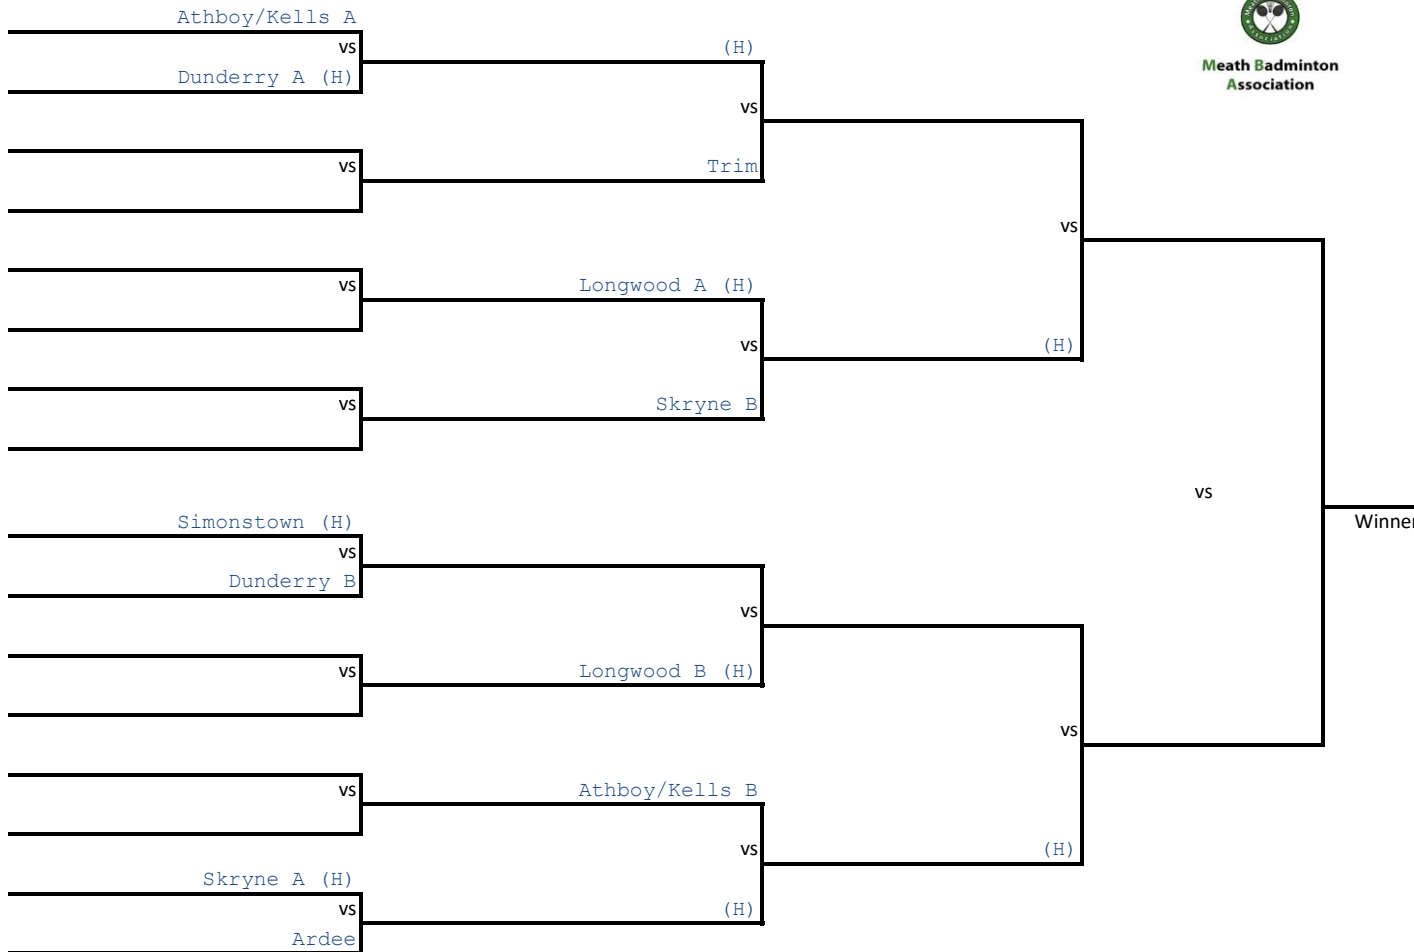 Athboy/Kells A
vs
(H)
Meath Badminton
Association
Dunderry A (H)
vs
vs
Trim
vs
vs
Longwood A (H)
vs
(H)
vs
Skryne B
vs
Winner
Simonstown (H)
vs
Dunderry B
vs
vs
Longwood B (H)
vs
vs
Athboy/Kells B
vs
(H)
Skryne A (H)
vs
(H)
Ardee